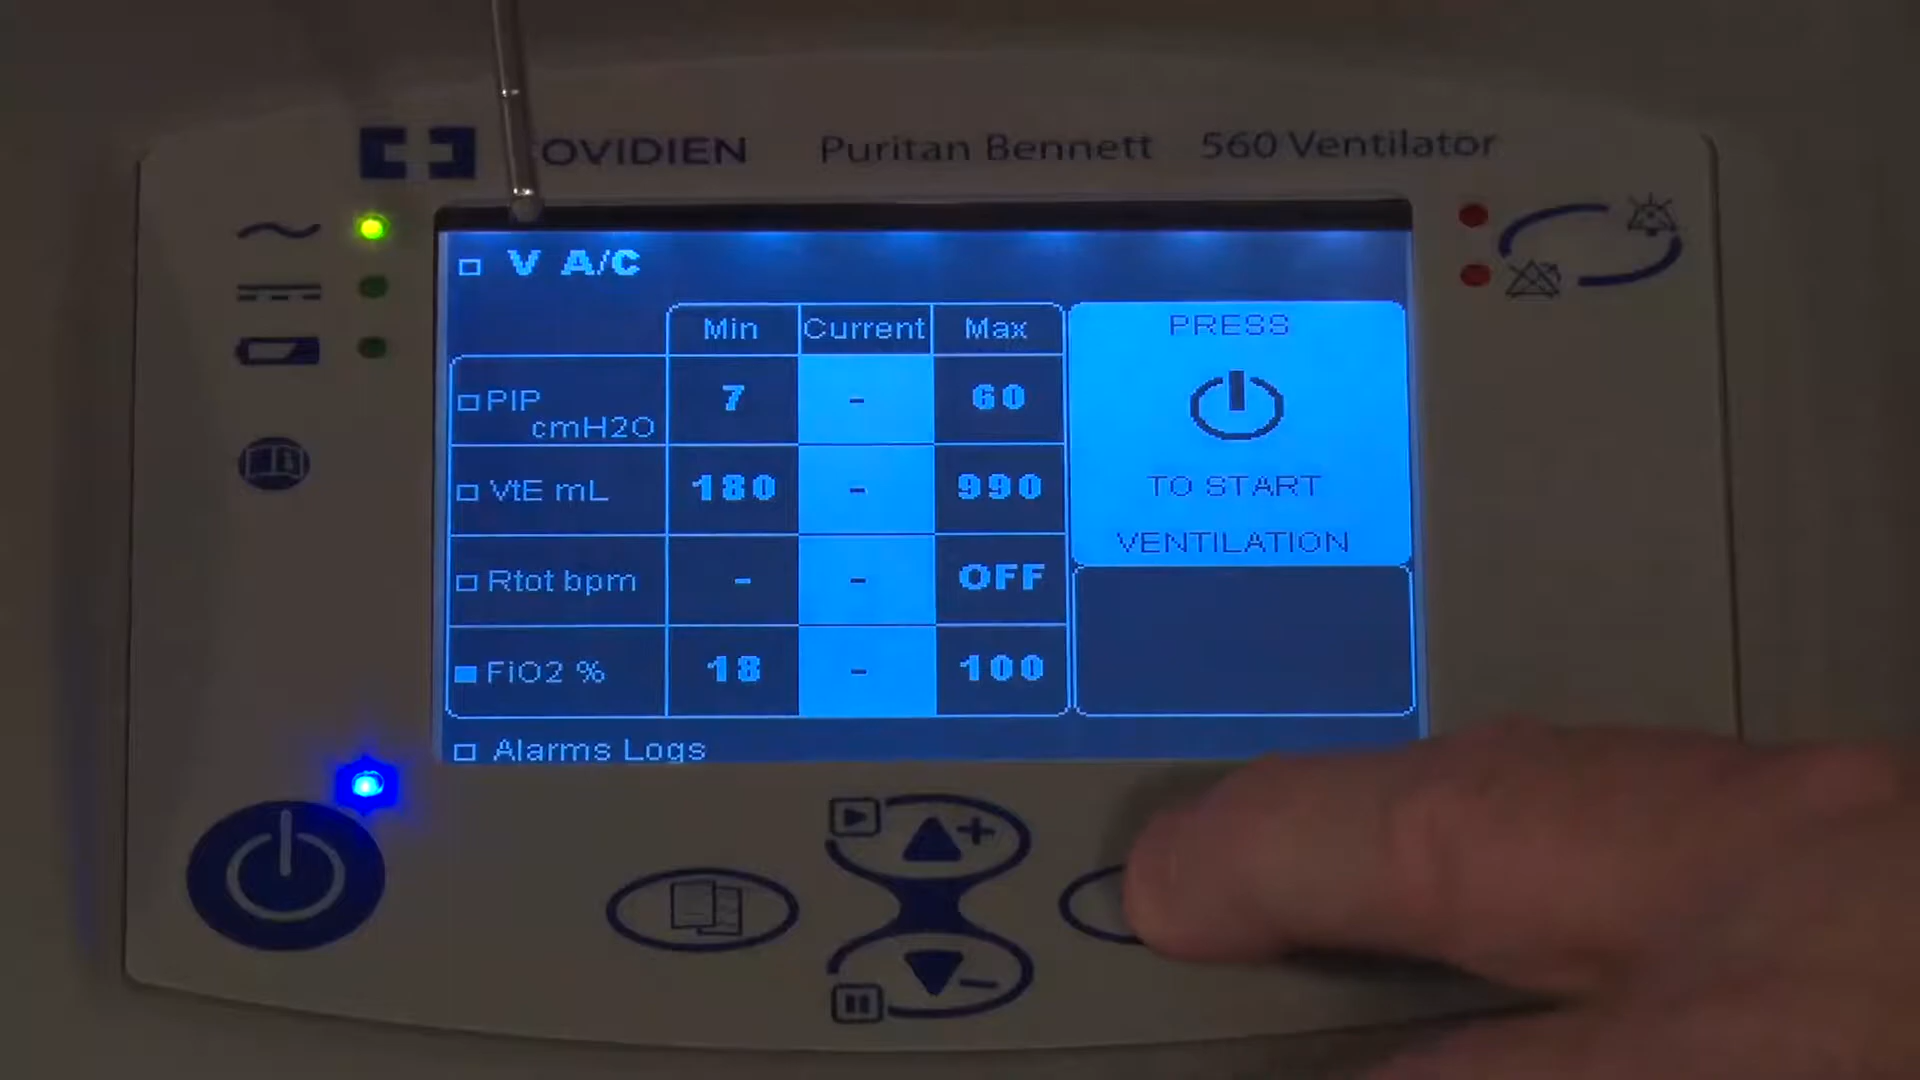 OVIDIEN Puritan Bennett 560 Ventilator
V A/C
Min Current Max
PRESS
PIP 7 - 60
cmH2O
VtE mL 180 - 990
TO START
VENTILATION
Rtot bpm - - OFF
FiO2 % 18 - 100
Alarms Logs